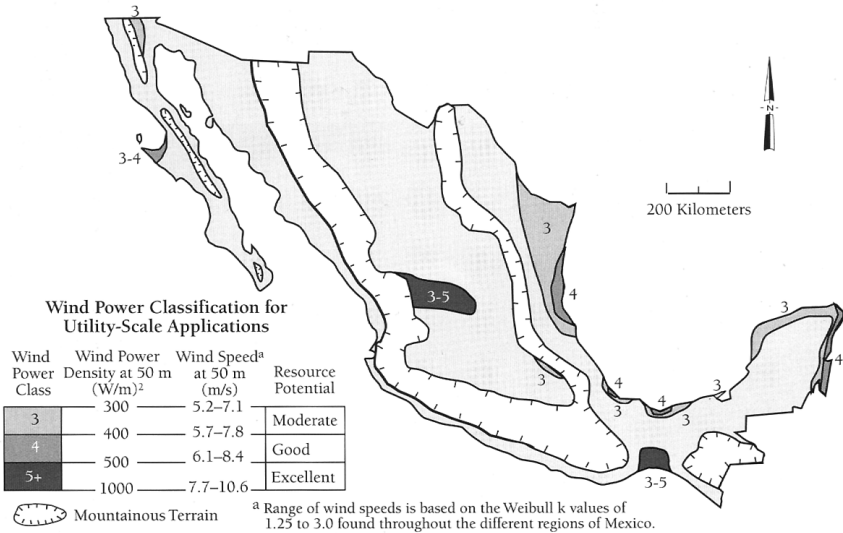 3
N
3-4
200 Kilometers
3
4
3-5
3
4
3
4
3
4
3
3
3-5
Wind Power Classification for
Utility-Scale Applications
Wind Power Class
Wind Power Density at 50 m (W/m)2
Wind Speeda at 50 m (m/s)
Resource Potential
300 5.2–7.1
3 Moderate
400 5.7–7.8
4 Good
500 6.1–8.4
5+ Excellent
1000 7.7–10.6
Mountainous Terrain
a Range of wind speeds is based on the Weibull k values of
1.25 to 3.0 found throughout the different regions of Mexico.